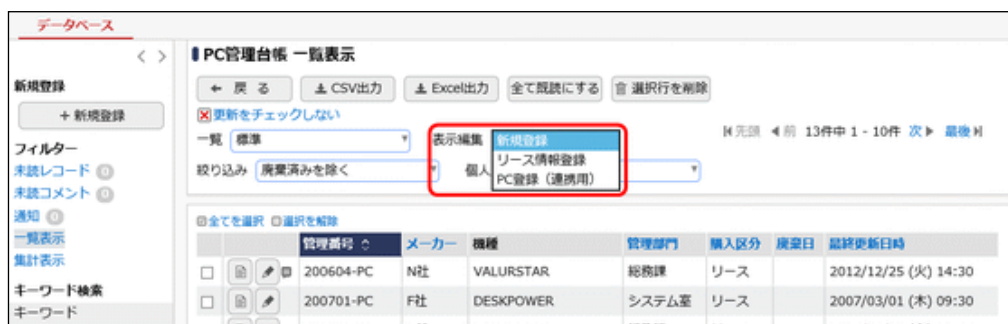 データベース
PC管理台帳 一覧表示
新規登録
← 戻 る
CSV出力
Excel出力
全て既読にする
選択行を削除
+ 新規登録
更新をチェックしない
一覧 標準
表示編集 新規登録
リース情報登録
PC登録（連携用）
先頭 前 13件中 1 - 10件 次 最後
絞り込み 廃棄済みを除く
個人
フィルター
未読レコード 0
未読コメント 0
通知 0
一覧表示
集計表示
キーワード検索
キーワード
全てを選択 選択を解除
管理番号 メーカー 機種 管理部門 購入区分 廃棄日 最終更新日時
200604-PC N社 VALURSTAR 総務課 リース 2012/12/25 (火) 14:30
200701-PC F社 DESKPOWER システム室 リース 2007/03/01 (木) 09:30